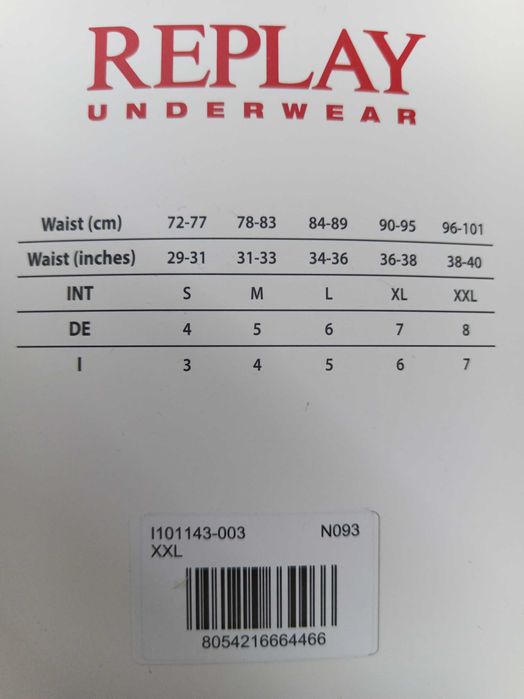 REPLAY
UNDERWEAR
Waist (cm) 72-77 78-83 84-89 90-95 96-101
Waist (inches) 29-31 31-33 34-36 36-38 38-40
INT S M L XL XXL
DE 4 5 6 7 8
I 3 4 5 6 7
I101143-003 N093
XXL
8054216664466